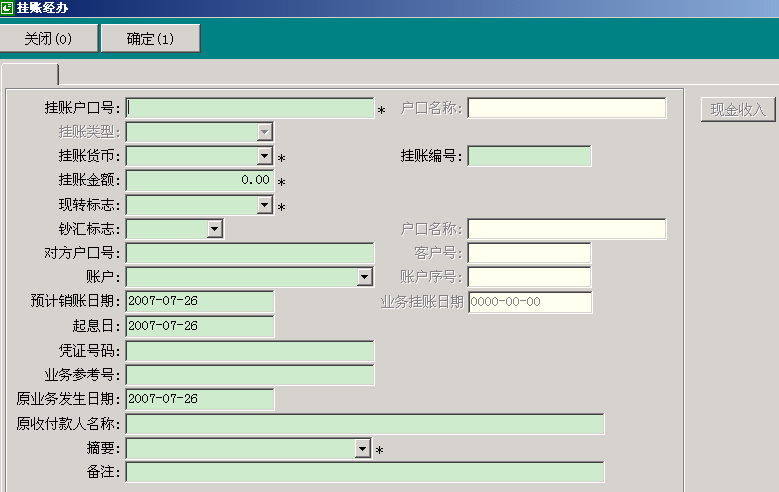 挂账经办
关闭(0) 确定(1)
挂账户口号: * 户口名称: 现金收入
挂账类型:
挂账货币: * 挂账编号:
挂账金额: 0.00 *
现转标志: *
钞汇标志: 户口名称:
对方户口号: 客户号:
账户: 账户序号:
预计销账日期: 2007-07-26 业务挂账日期 0000-00-00
起息日: 2007-07-26
凭证号码:
业务参考号:
原业务发生日期: 2007-07-26
原收付款人名称:
摘要: *
备注: